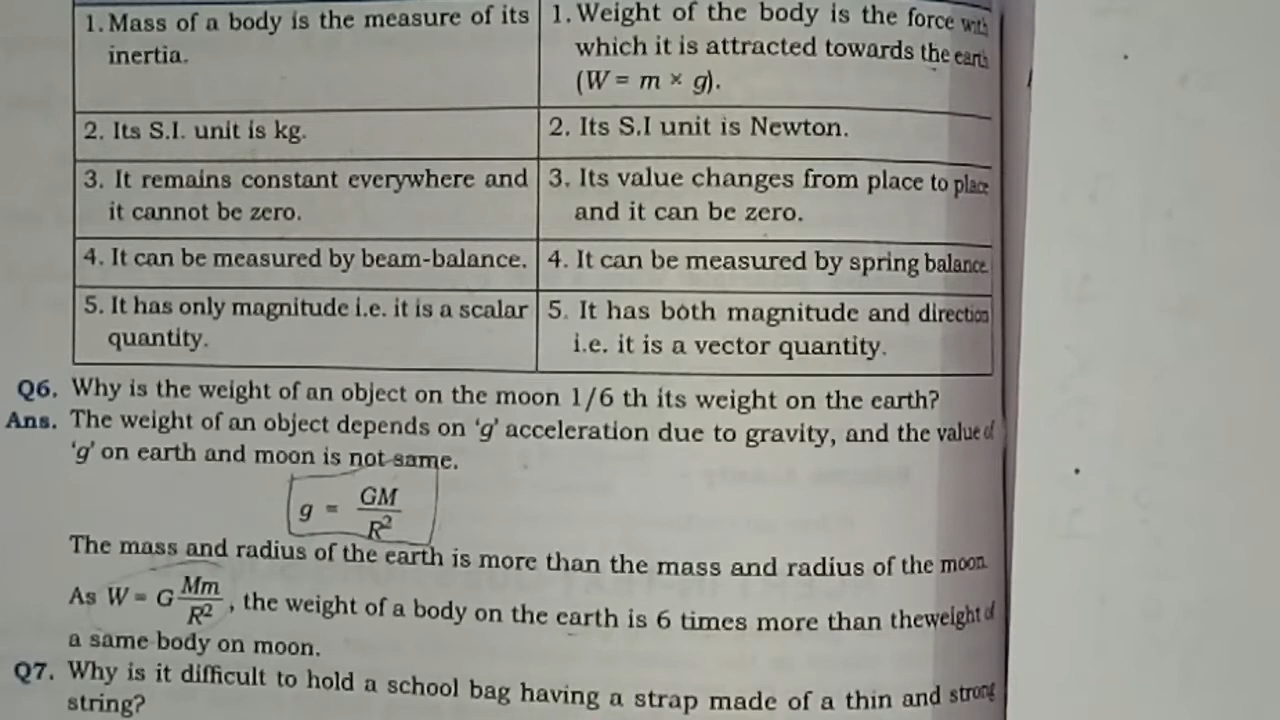 1. Mass of a body is the measure of its
inertia.
1. Weight of the body is the force with
which it is attracted towards the earth
(W = m × g).
2. Its S.I. unit is kg.
2. Its S.I unit is Newton.
3. It remains constant everywhere and
it cannot be zero.
3. Its value changes from place to place
and it can be zero.
4. It can be measured by beam-balance.
4. It can be measured by spring balance
5. It has only magnitude i.e. it is a scalar
quantity.
5. It has both magnitude and direction
i.e. it is a vector quantity.
Q6. Why is the weight of an object on the moon 1/6 th its weight on the earth?
Ans. The weight of an object depends on 'g' acceleration due to gravity, and the value of
'g' on earth and moon is not same.
g = GM/R²
The mass and radius of the earth is more than the mass and radius of the moon.
As W = G Mm/R², the weight of a body on the earth is 6 times more than theweight of
a same body on moon.
Q7. Why is it difficult to hold a school bag having a strap made of a thin and strong
string?